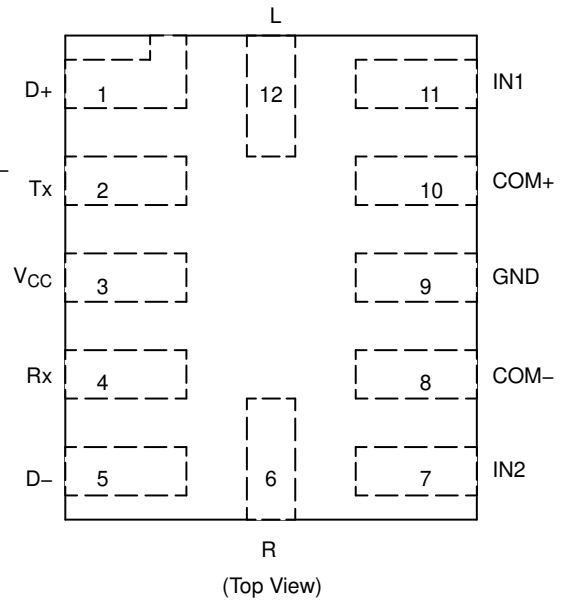 L
D+ 1 12 11 IN1
Tx 2 10 COM+
VCC 3 9 GND
Rx 4 8 COM−
D− 5 6 7 IN2
R
(Top View)